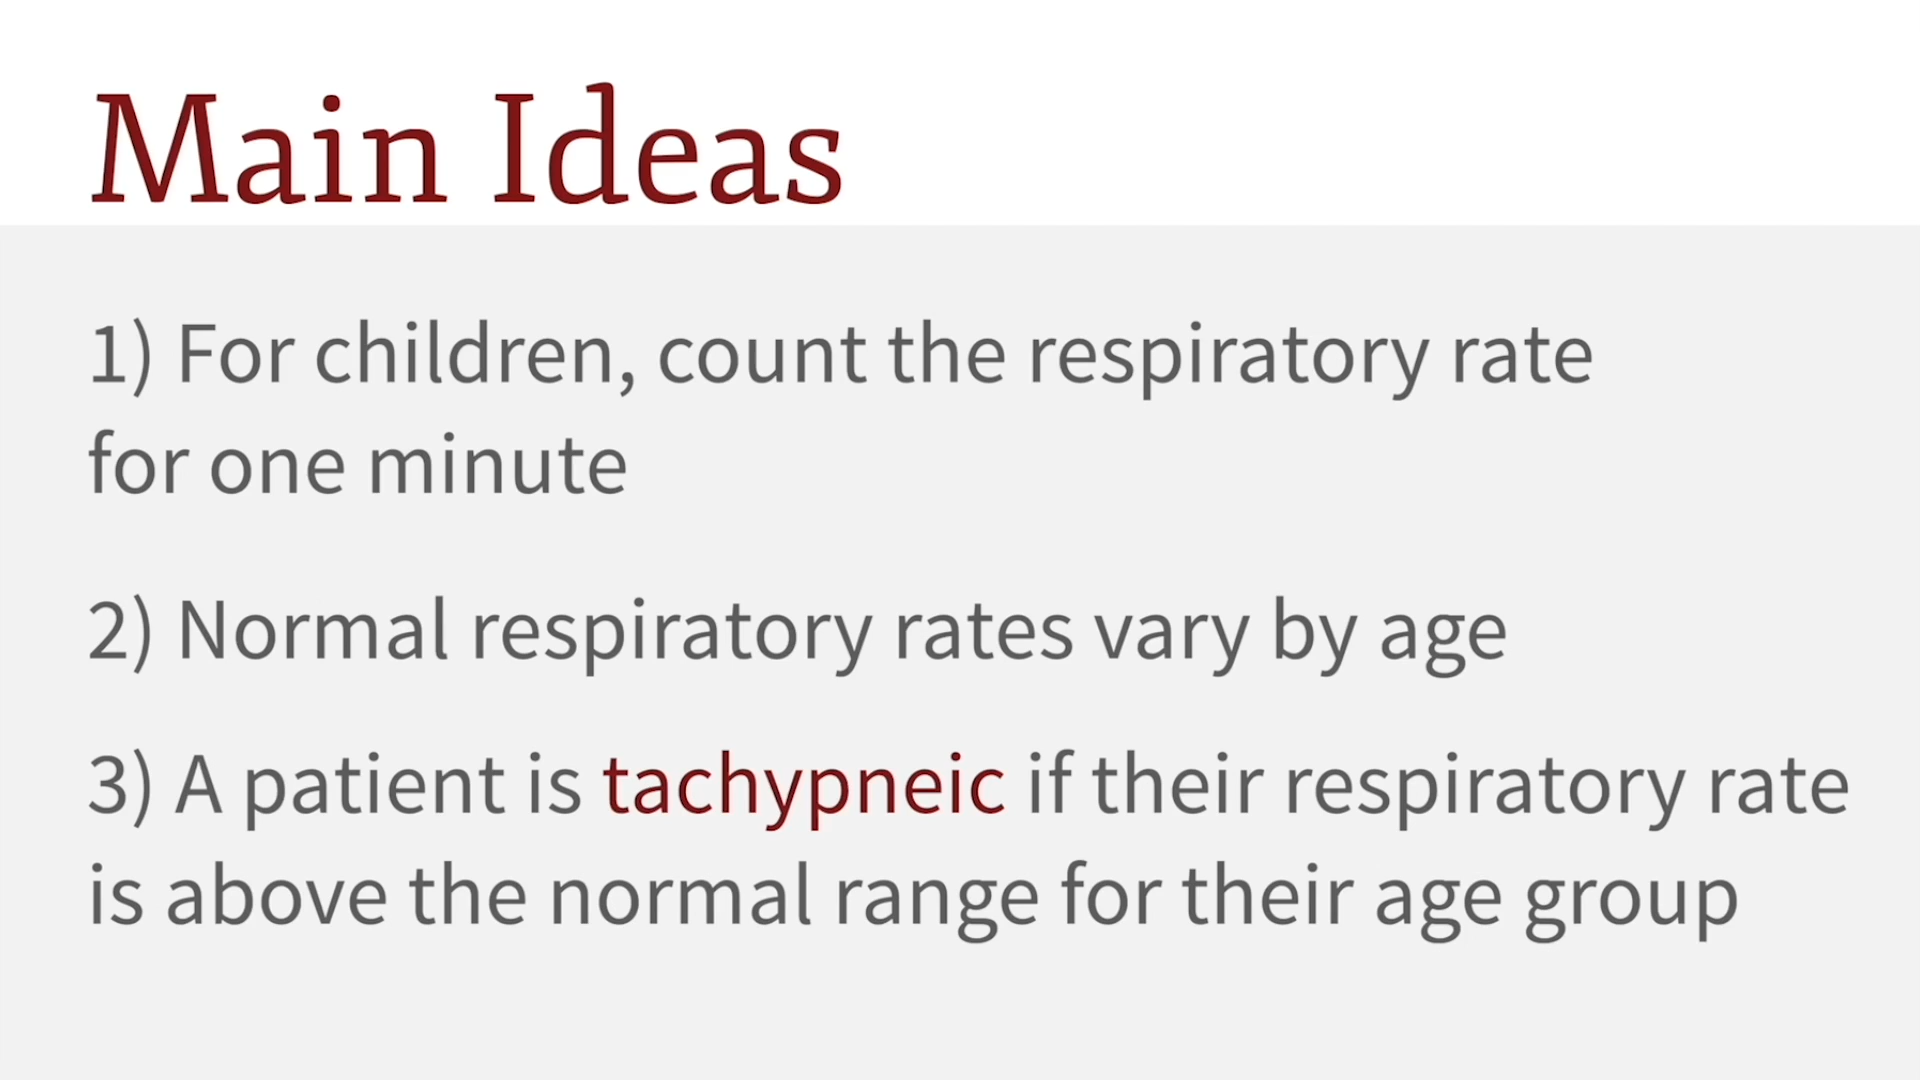 Main Ideas
1) For children, count the respiratory rate
for one minute
2) Normal respiratory rates vary by age
3) A patient is tachypneic if their respiratory rate
is above the normal range for their age group